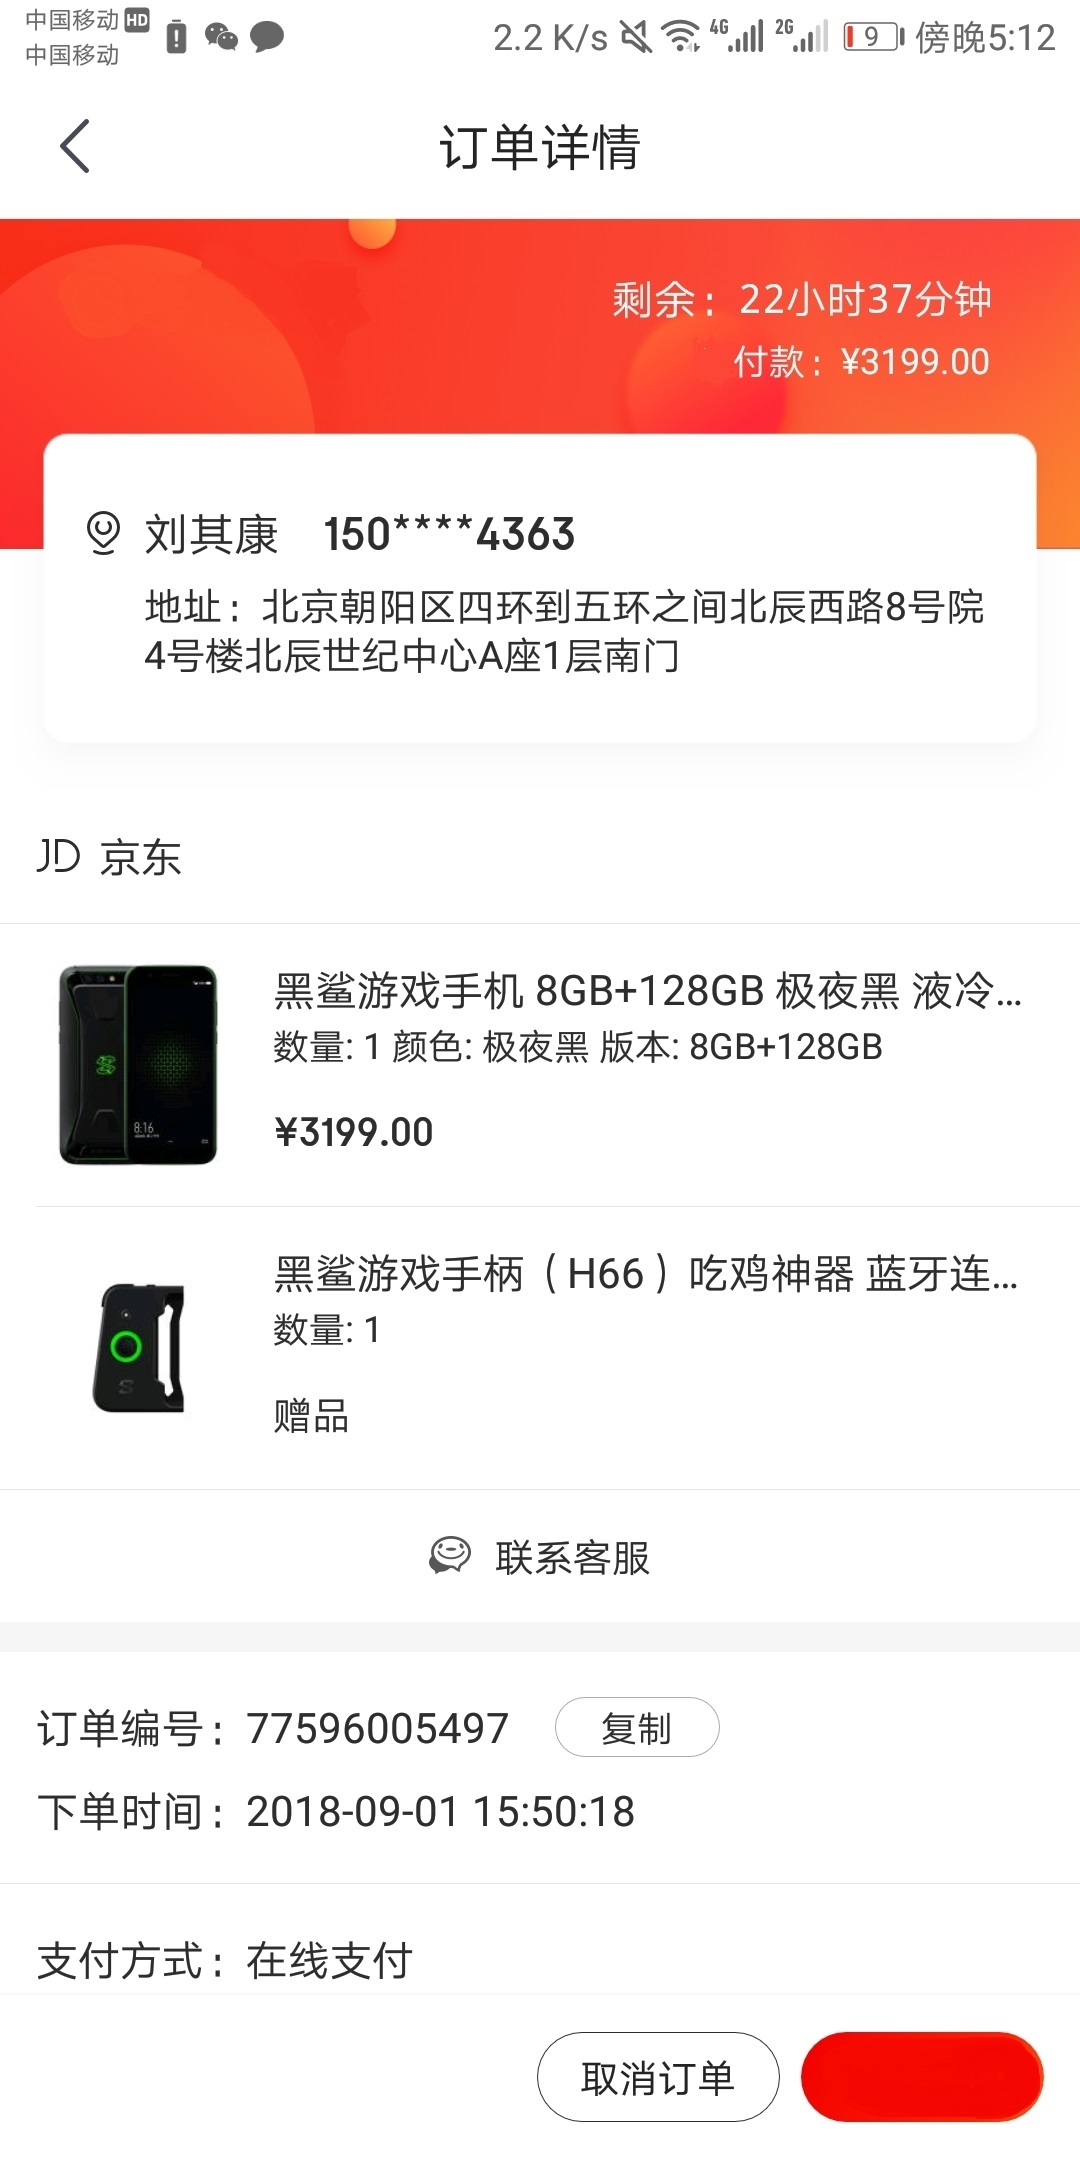 中国移动 HD
中国移动
2.2 K/s 4G 2G 9 傍晚5:12
订单详情
剩余：22小时37分钟
付款：¥3199.00
刘其康 150****4363
地址：北京朝阳区四环到五环之间北辰西路8号院
4号楼北辰世纪中心A座1层南门
JD 京东
黑鲨游戏手机 8GB+128GB 极夜黑 液冷...
数量: 1 颜色: 极夜黑 版本: 8GB+128GB
¥3199.00
8:16
黑鲨游戏手柄（H66）吃鸡神器 蓝牙连...
数量: 1
赠品
联系客服
订单编号：77596005497 复制
下单时间：2018-09-01 15:50:18
支付方式：在线支付
取消订单